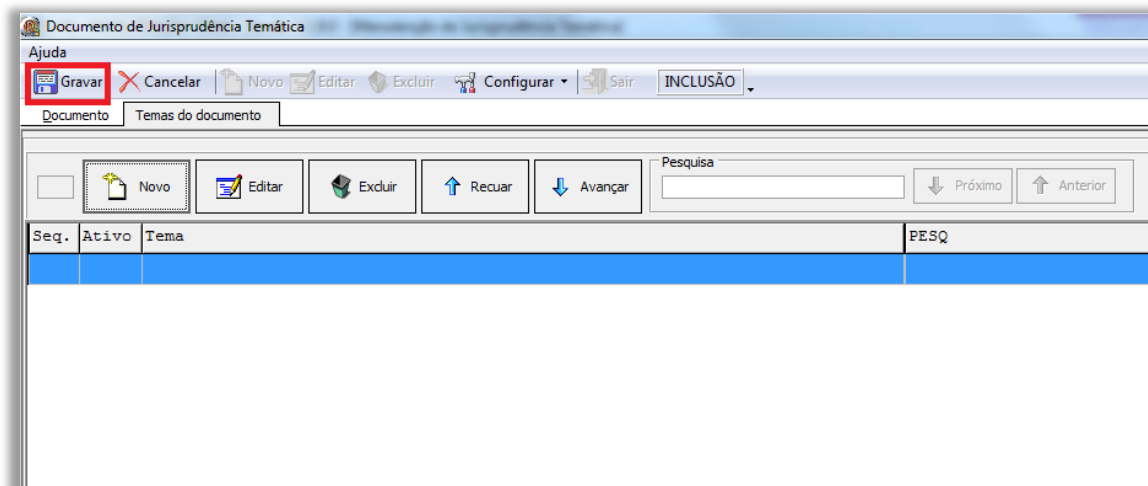 Documento de Jurisprudência Temática
Ajuda
Gravar Cancelar Novo Editar Excluir Configurar Sair INCLUSÃO
Documento Temas do documento
Pesquisa
Novo Editar Excluir Recuar Avançar Próximo Anterior
Seq. Ativo Tema PESQ